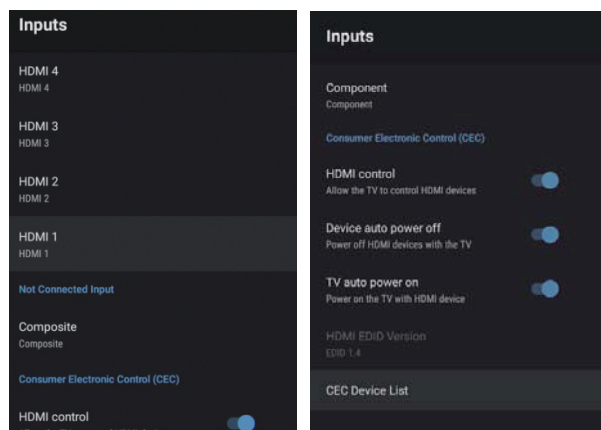 Inputs
HDMI 4
HDMI 4
HDMI 3
HDMI 3
HDMI 2
HDMI 2
HDMI 1
HDMI 1
Not Connected Input
Composite
Composite
Consumer Electronic Control (CEC)
HDMI control
Inputs
Component
Component
Consumer Electronic Control (CEC)
HDMI control
Allow the TV to control HDMI devices
Device auto power off
Power off HDMI devices with the TV
TV auto power on
Power on the TV with HDMI device
HDMI EDID Version
EDID 1.4
CEC Device List